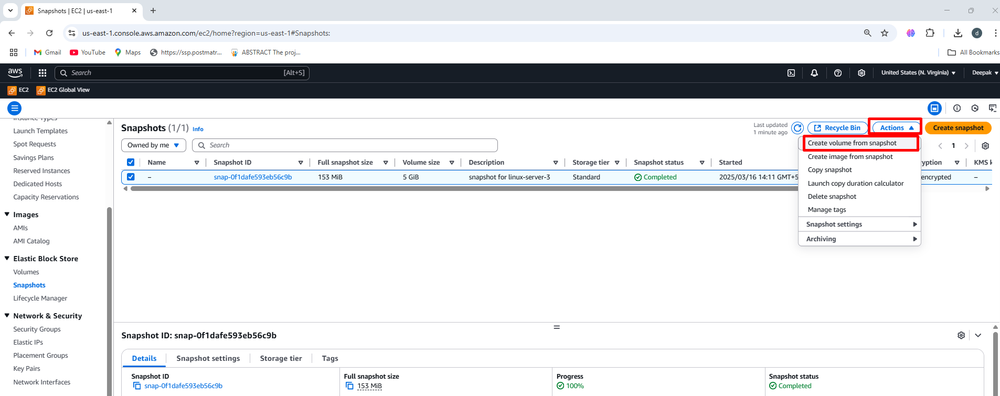 Snapshots | EC2 | us-east-1
us-east-1.console.aws.amazon.com/ec2/home?region=us-east-1#Snapshots:
d
Gmail
YouTube
Maps
https://ssp.postmatr...
ABSTRACT The proj...
All Bookmarks
aws
Search
[Alt+S]
United States (N. Virginia)
Deepak
EC2
EC2 Global View
Instance Types
Launch Templates
Spot Requests
Savings Plans
Reserved Instances
Dedicated Hosts
Capacity Reservations
Images
AMIs
AMI Catalog
Elastic Block Store
Volumes
Snapshots
Lifecycle Manager
Network & Security
Security Groups
Elastic IPs
Placement Groups
Key Pairs
Network Interfaces
Snapshots (1/1) Info
Last updated
1 minute ago
Recycle Bin
Actions
Create snapshot
Owned by me
Search
1
Name
Snapshot ID
Full snapshot size
Volume size
Description
Storage tier
Snapshot status
Started
yption
KMS k
–
snap-0f1dafe593eb56c9b
153 MiB
5 GiB
snapshot for linux-server-3
Standard
Completed
2025/03/16 14:11 GMT+5
encrypted
–
Create volume from snapshot
Create image from snapshot
Copy snapshot
Launch copy duration calculator
Delete snapshot
Manage tags
Snapshot settings
Archiving
Snapshot ID: snap-0f1dafe593eb56c9b
Details
Snapshot settings
Storage tier
Tags
Snapshot ID
snap-0f1dafe593eb56c9b
Full snapshot size
153 MiB
Progress
100%
Snapshot status
Completed